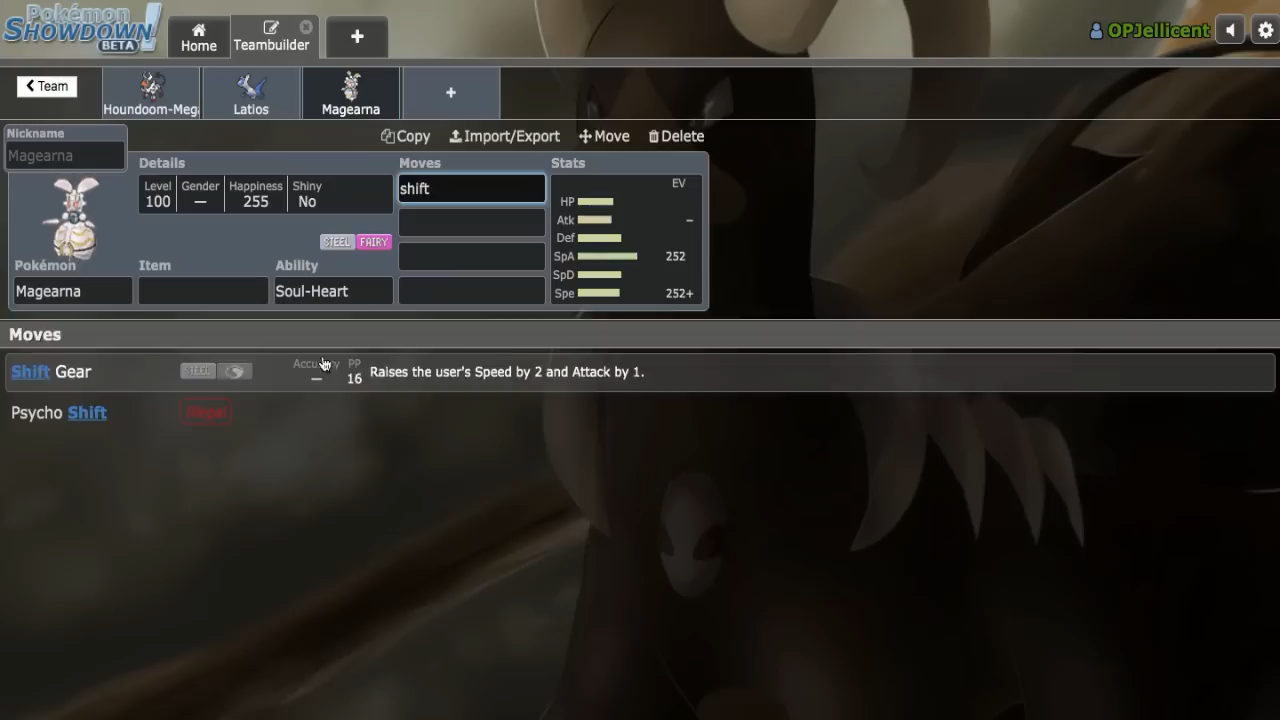 Pokémon
SHOWDOWN!
BETA
Home
Teambuilder
+
OPJellicent
Team
Houndoom-Meg
Latios
Magearna
+
Nickname
Magearna
Copy
Import/Export
Move
Delete
Details
Moves
Stats
Level
100
Gender
—
Happiness
255
Shiny
No
shift
EV
HP
Atk –
Def
SpA 252
SpD
Spe 252+
STEEL FAIRY
Pokémon
Item
Ability
Magearna
Soul-Heart
Moves
Shift Gear
STEEL
PP
—
16
Raises the user's Speed by 2 and Attack by 1.
Psycho Shift
Illegal